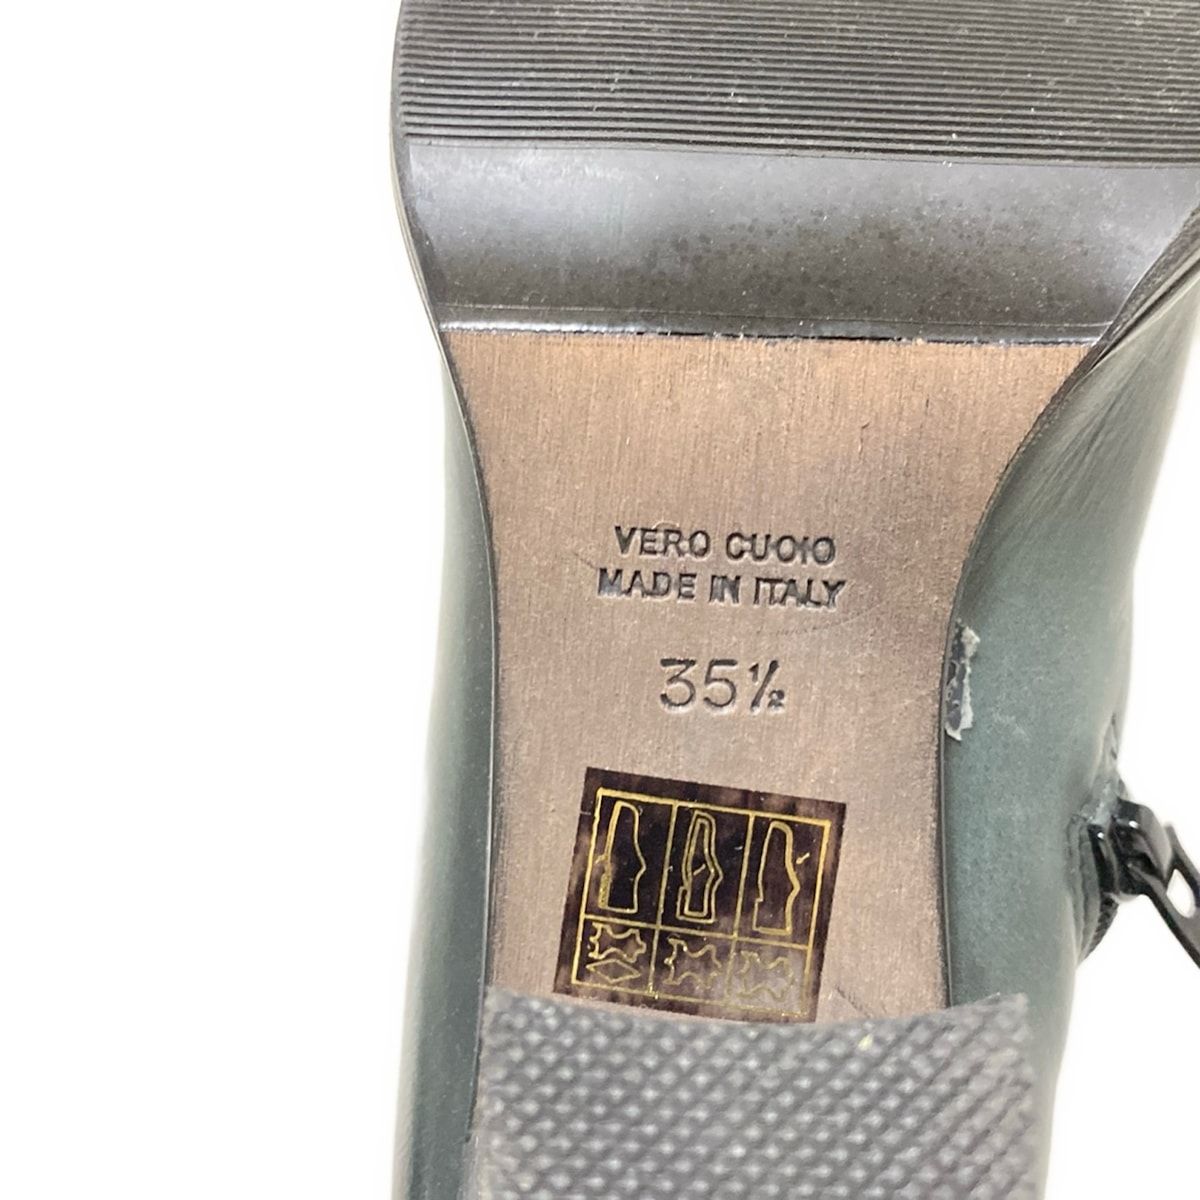 VERO CUOIO
MADE IN ITALY
35½